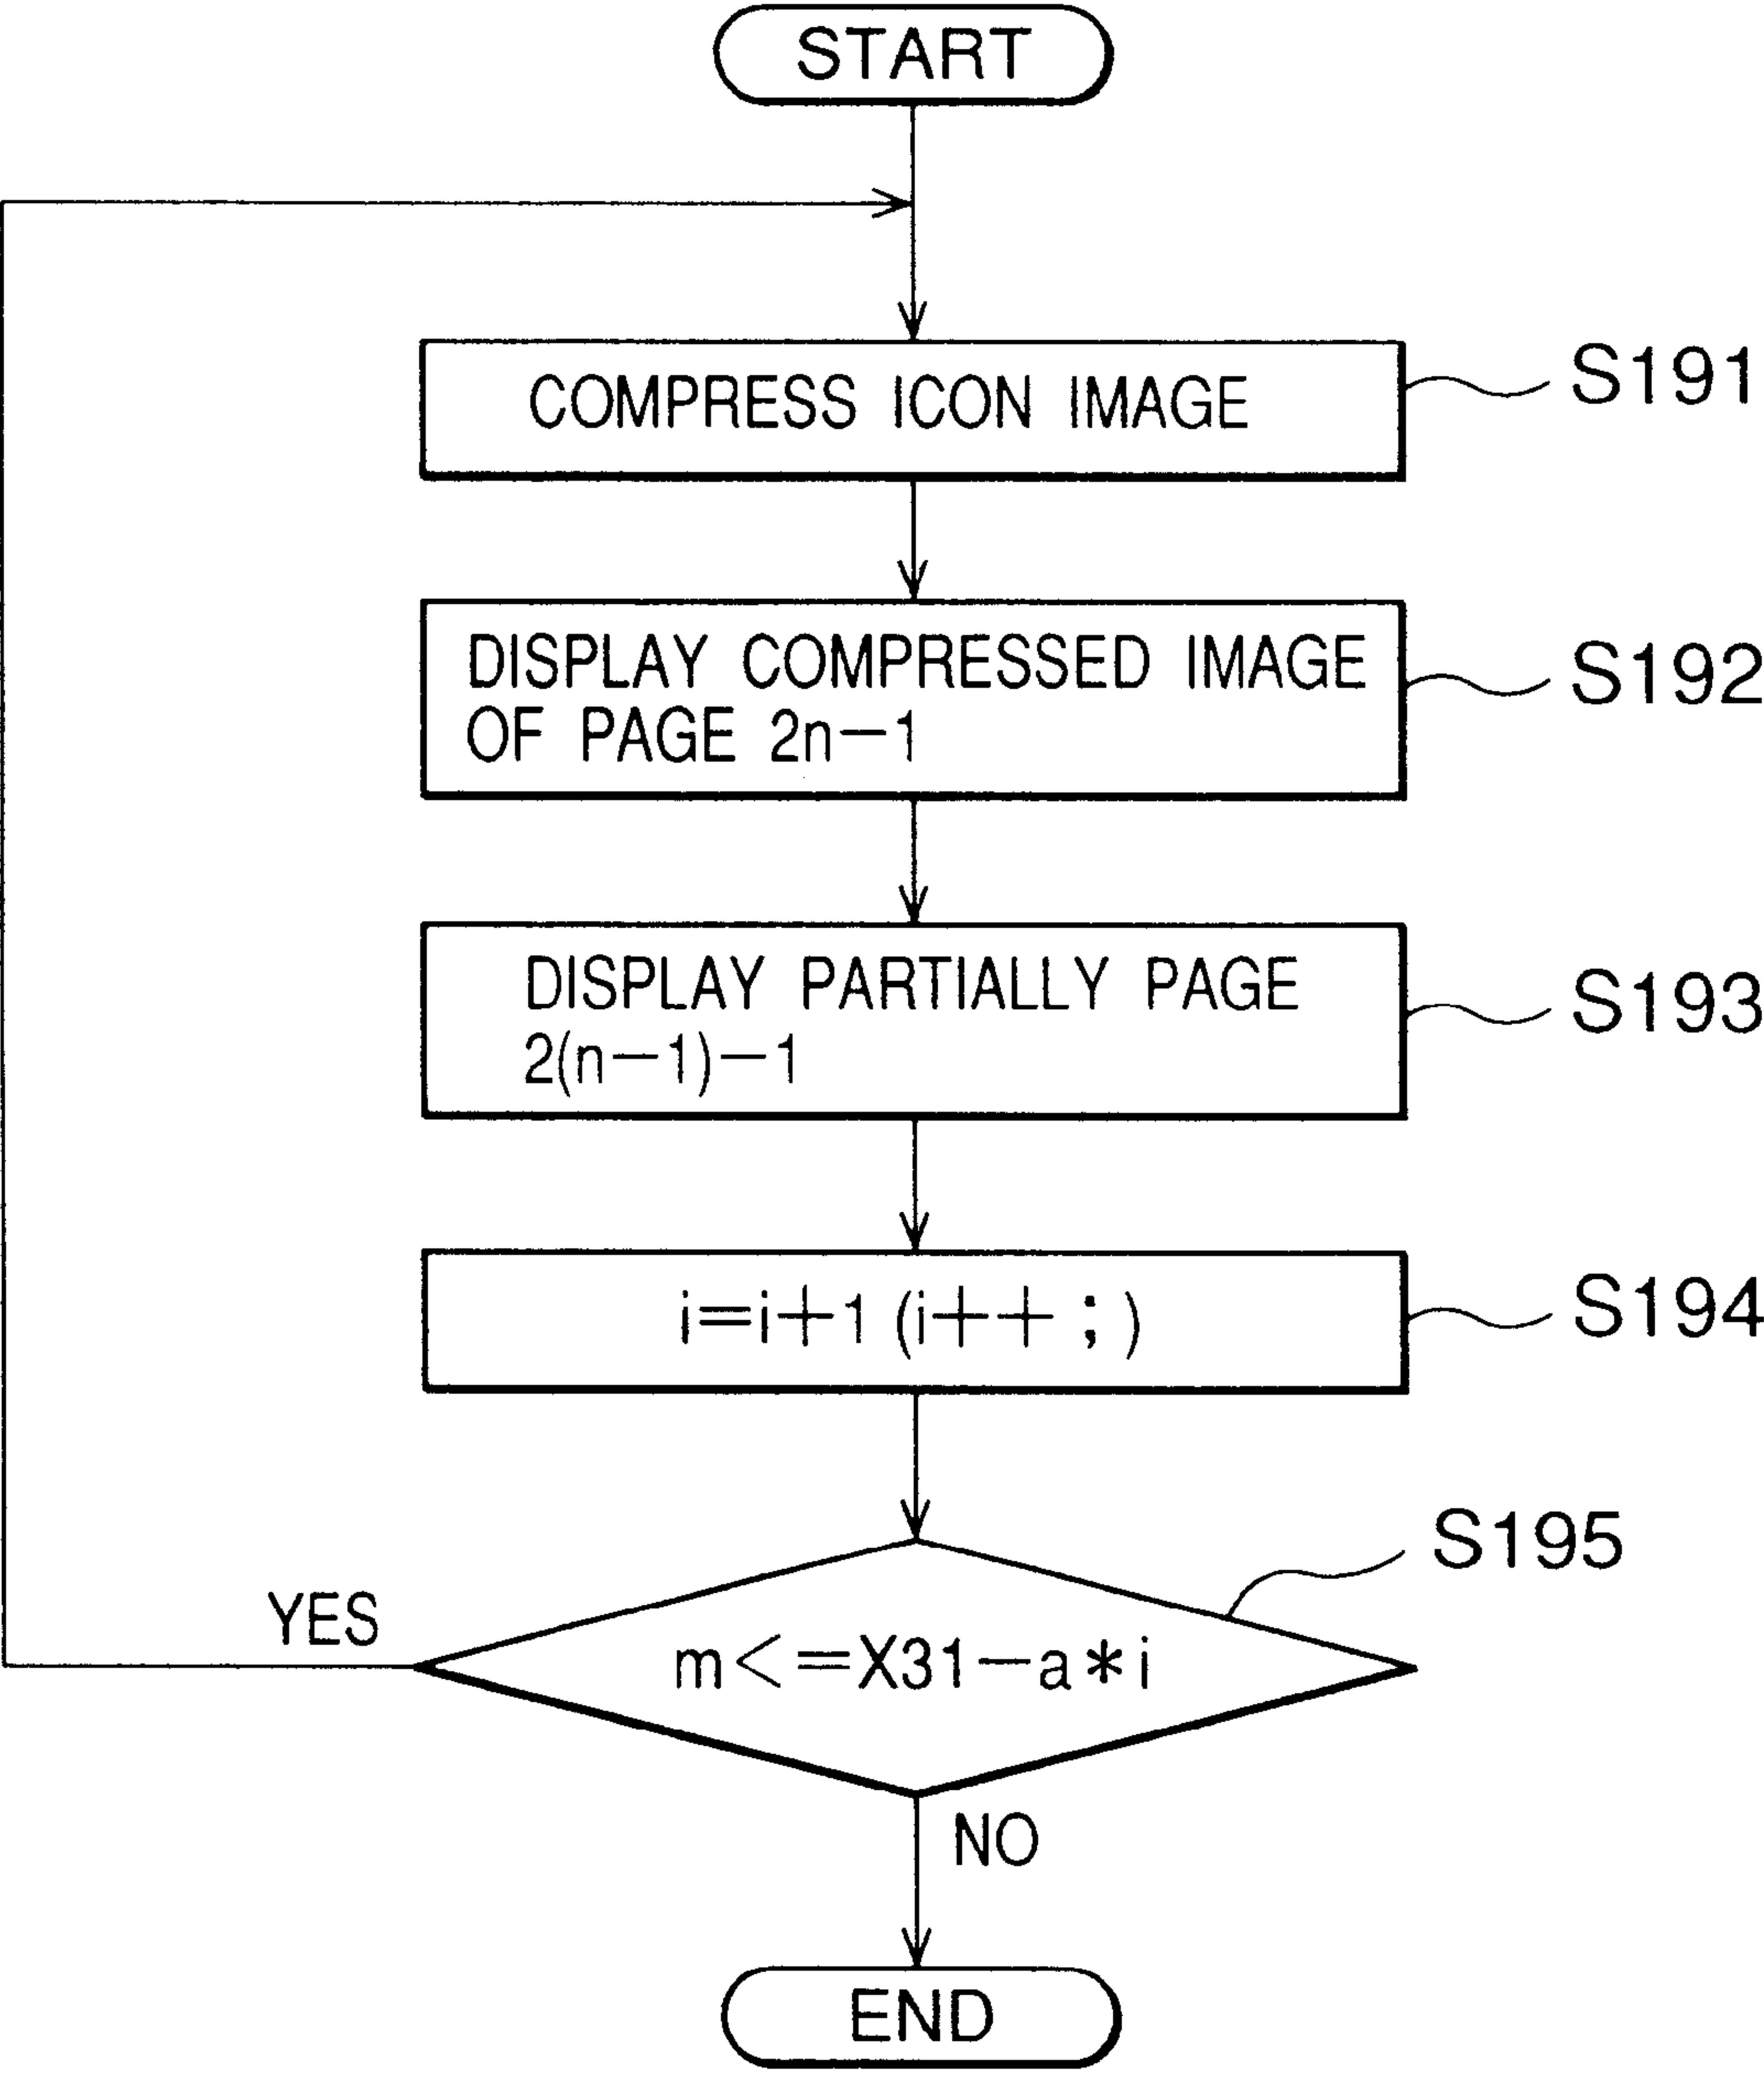 START
COMPRESS ICON IMAGE
S191
DISPLAY COMPRESSED IMAGE
OF PAGE 2n−1
S192
DISPLAY PARTIALLY PAGE
2(n−1)−1
S193
i=i+1 (i++ ; )
S194
S195
YES
m<=X31−a*i
NO
END